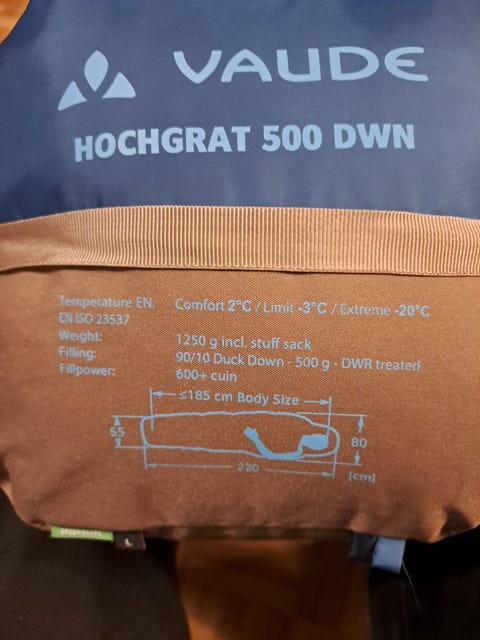 VAUDE
HOCHGRAT 500 DWN
Temperature EN: Comfort 2°C / Limit -3°C / Extreme -20°C
EN ISO 23537
Weight: 1250 g incl. stuff sack
Filling: 90/10 Duck Down - 500 g - DWR treated
Fillpower: 600+ cuin
≤185 cm Body Size
55
80
220
[cm]
L